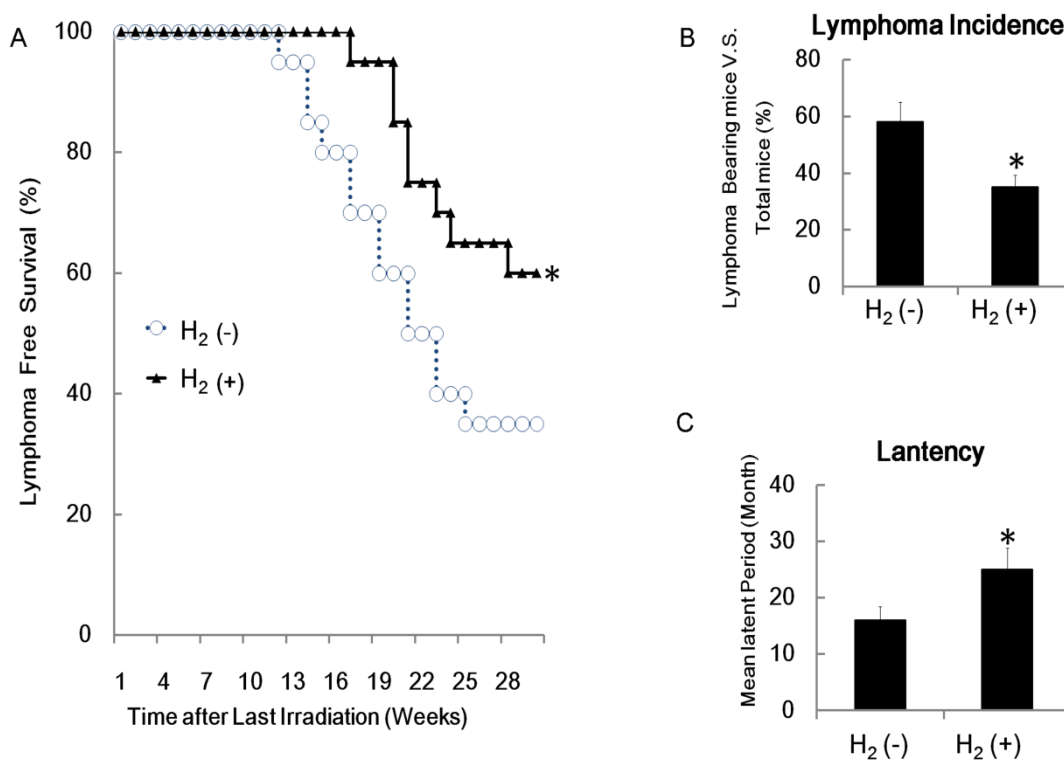 A
Lymphoma Free Survival (%)
100
80
60
40
20
0
*
H₂ (-)
H₂ (+)
1 4 7 10 13 16 19 22 25 28
Time after Last Irradiation (Weeks)
B
Lymphoma Incidence
Lymphoma Bearing mice V.S.
Total mice (%)
80
60
40
20
0
*
H₂ (-) H₂ (+)
C
Lantency
Mean latent Period (Month)
40
30
20
10
0
*
H₂ (-) H₂ (+)